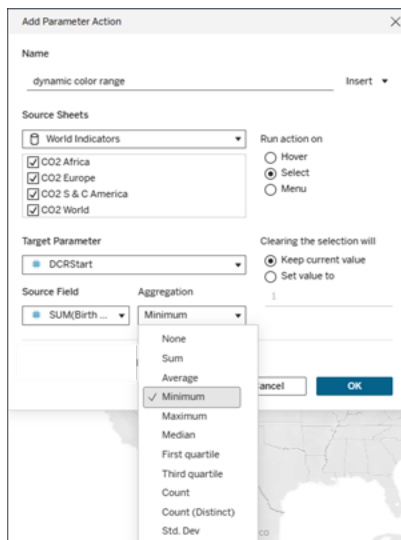 Add Parameter Action
Name
dynamic color range
Insert
Source Sheets
World Indicators
CO2 Africa
CO2 Europe
CO2 S & C America
CO2 World
Run action on
Hover
Select
Menu
Target Parameter
DCRStart
Clearing the selection will
Keep current value
Set value to
1
Source Field
Aggregation
SUM(Birth ...
Minimum
None
Sum
Average
Minimum
Maximum
Median
First quartile
Third quartile
Count
Count (Distinct)
Std. Dev
ancel
OK
co